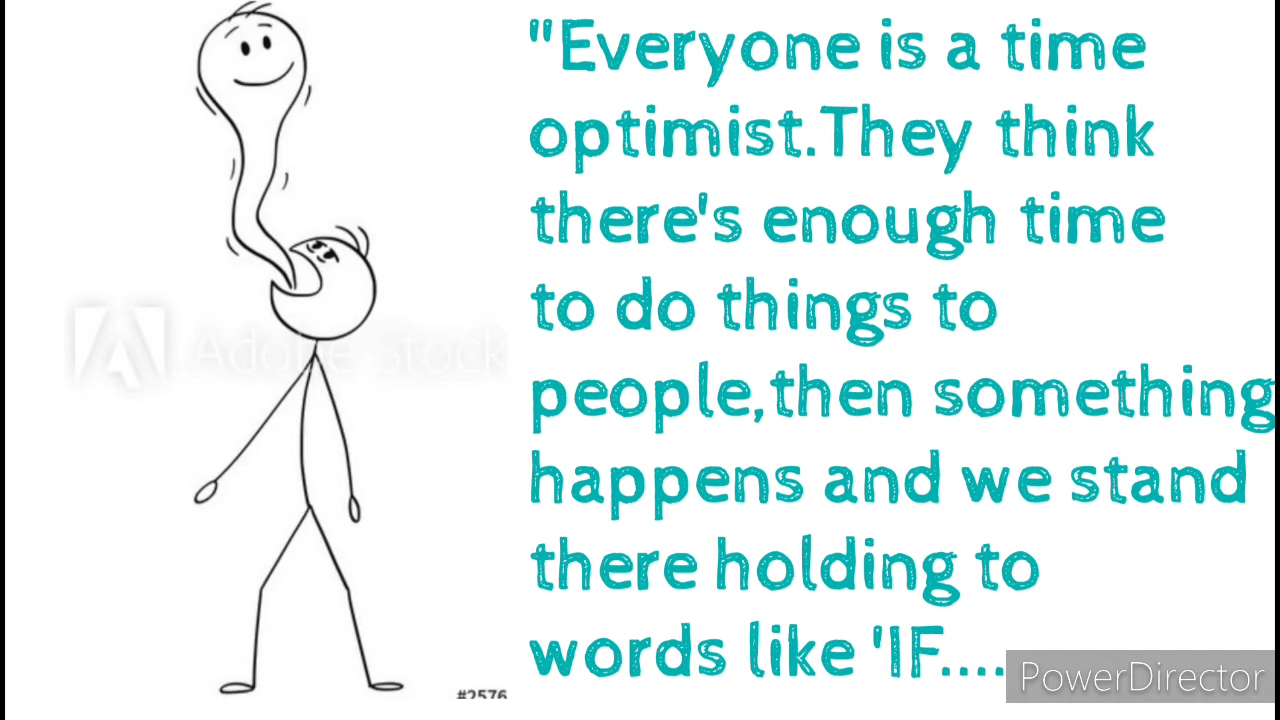 "Everyone is a time
optimist.They think
there's enough time
to do things to
people,then something
happens and we stand
there holding to
words like 'IF....
Adobe Stock
#2576
PowerDirector